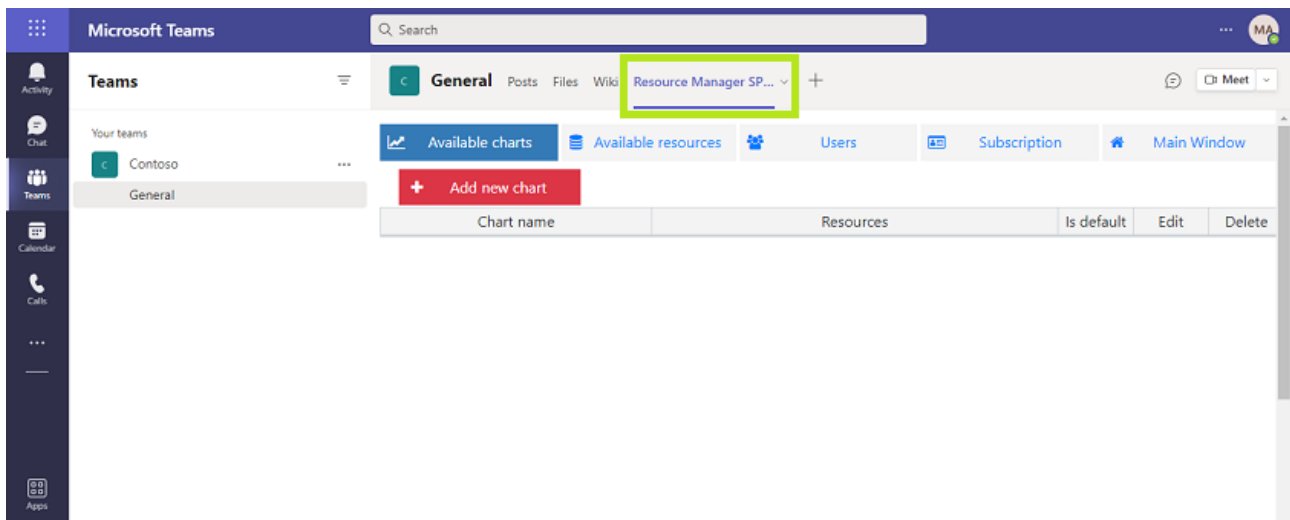 Microsoft Teams
Search
MA
Activity
Chat
Teams
Calendar
Calls
Apps
Teams
Your teams
C Contoso
General
C General Posts Files Wiki Resource Manager SP... Meet
Available charts Available resources Users Subscription Main Window
Add new chart
Chart name Resources Is default Edit Delete